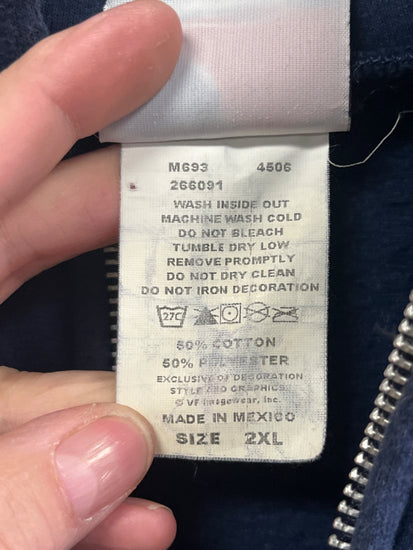 M693 4506
266091
WASH INSIDE OUT
MACHINE WASH COLD
DO NOT BLEACH
TUMBLE DRY LOW
REMOVE PROMPTLY
DO NOT DRY CLEAN
DO NOT IRON DECORATION
27C
50% COTTON
50% POLYESTER
EXCLUSIVE OF DECORATION
STYLE AND GRAPHICS
© VF Imagewear, Inc.
MADE IN MEXICO
SIZE 2XL